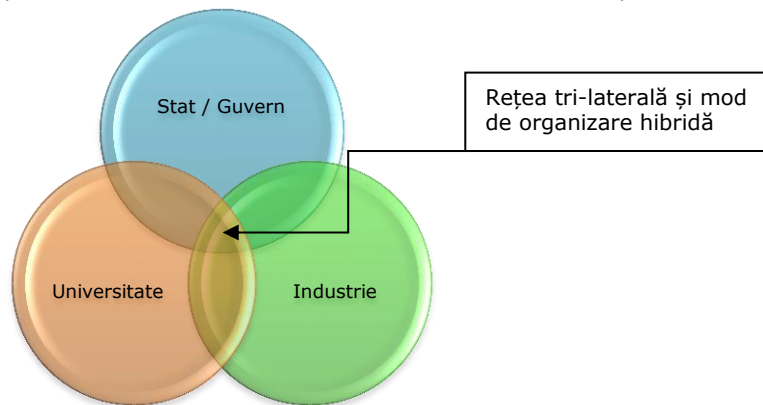 Stat / Guvern
Rețea tri-laterală și mod
de organizare hibridă
Universitate
Industrie